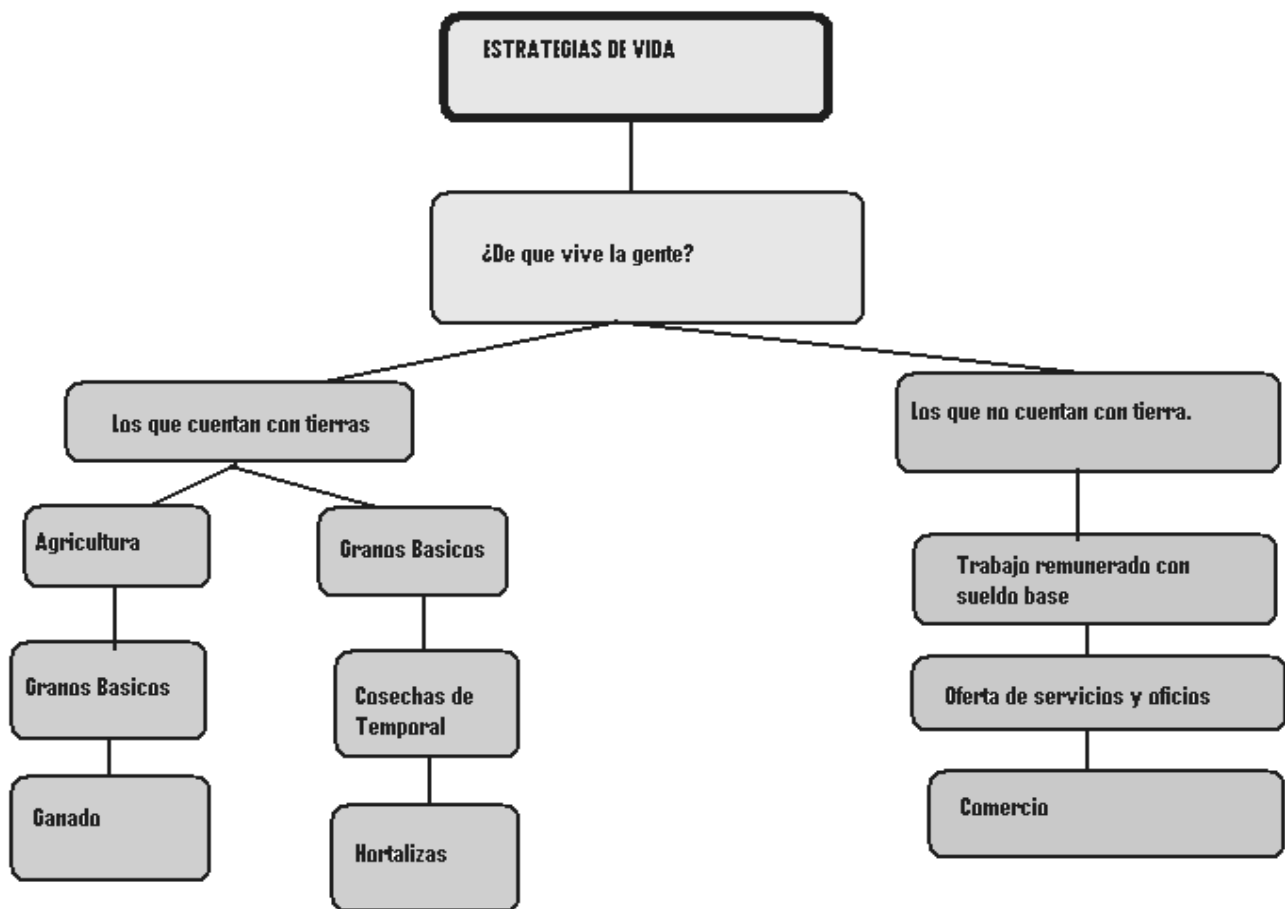 ESTRATEGIAS DE VIDA
¿De que vive la gente?
Los que cuentan con tierras
Los que no cuentan con tierra.
Agricultura
Granos Basicos
Granos Basicos
Cosechas de
Temporal
Ganado
Hortalizas
Trabajo remunerado con
sueldo base
Oferta de servicios y oficios
Comercio